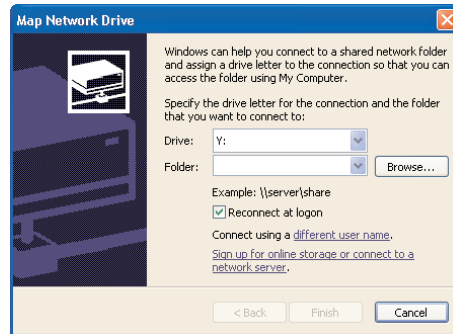 Map Network Drive
Windows can help you connect to a shared network folder
and assign a drive letter to the connection so that you can
access the folder using My Computer.
Specify the drive letter for the connection and the folder
that you want to connect to:
Drive: Y:
Folder: Browse...
Example: \\server\share
Reconnect at logon
Connect using a different user name.
Sign up for online storage or connect to a
network server.
< Back Finish Cancel